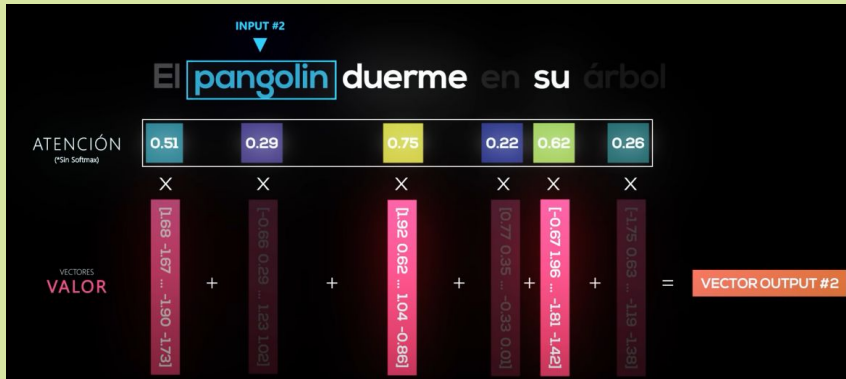 INPUT #2
El pangolin duerme en su árbol
ATENCIÓN
(*Sin Softmax)
0.51 0.29 0.75 0.22 0.62 0.26
X X X X X X
VECTORES
VALOR
[1.68 -1.67 ... -1.90 -1.73]
+
[-0.66 0.29 ... 1.23 1.02]
+
[1.92 0.62 ... 1.04 -0.86]
+
[0.77 0.35 ... -0.33 0.01]
+
[-0.67 1.96 ... -1.81 -1.42]
+
[-1.75 0.63 ... -1.19 -1.38]
=
VECTOR OUTPUT #2